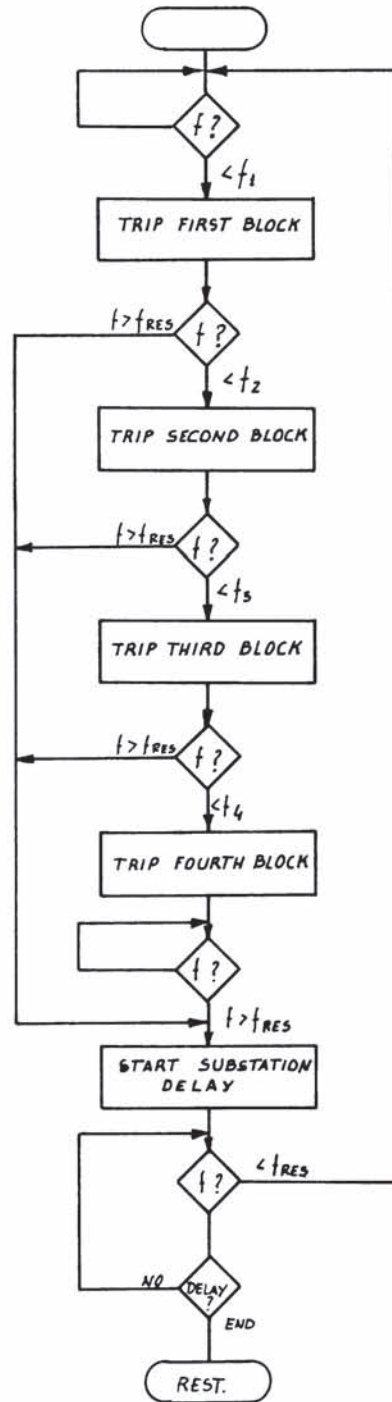 f?
<f1
TRIP FIRST BLOCK
f>fRES
f?
<f2
TRIP SECOND BLOCK
f>fRES
f?
<f3
TRIP THIRD BLOCK
f>fRES
f?
<f4
TRIP FOURTH BLOCK
f?
f>fRES
START SUBSTATION
DELAY
f?
<fRES
NO
DELAY
?
END
REST.